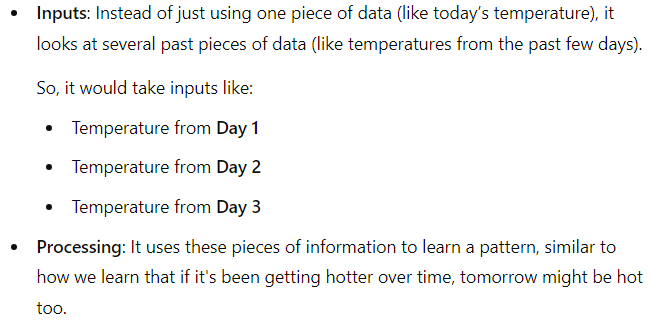 • Inputs: Instead of just using one piece of data (like today’s temperature), it
looks at several past pieces of data (like temperatures from the past few days).
So, it would take inputs like:
• Temperature from Day 1
• Temperature from Day 2
• Temperature from Day 3
• Processing: It uses these pieces of information to learn a pattern, similar to
how we learn that if it's been getting hotter over time, tomorrow might be hot
too.